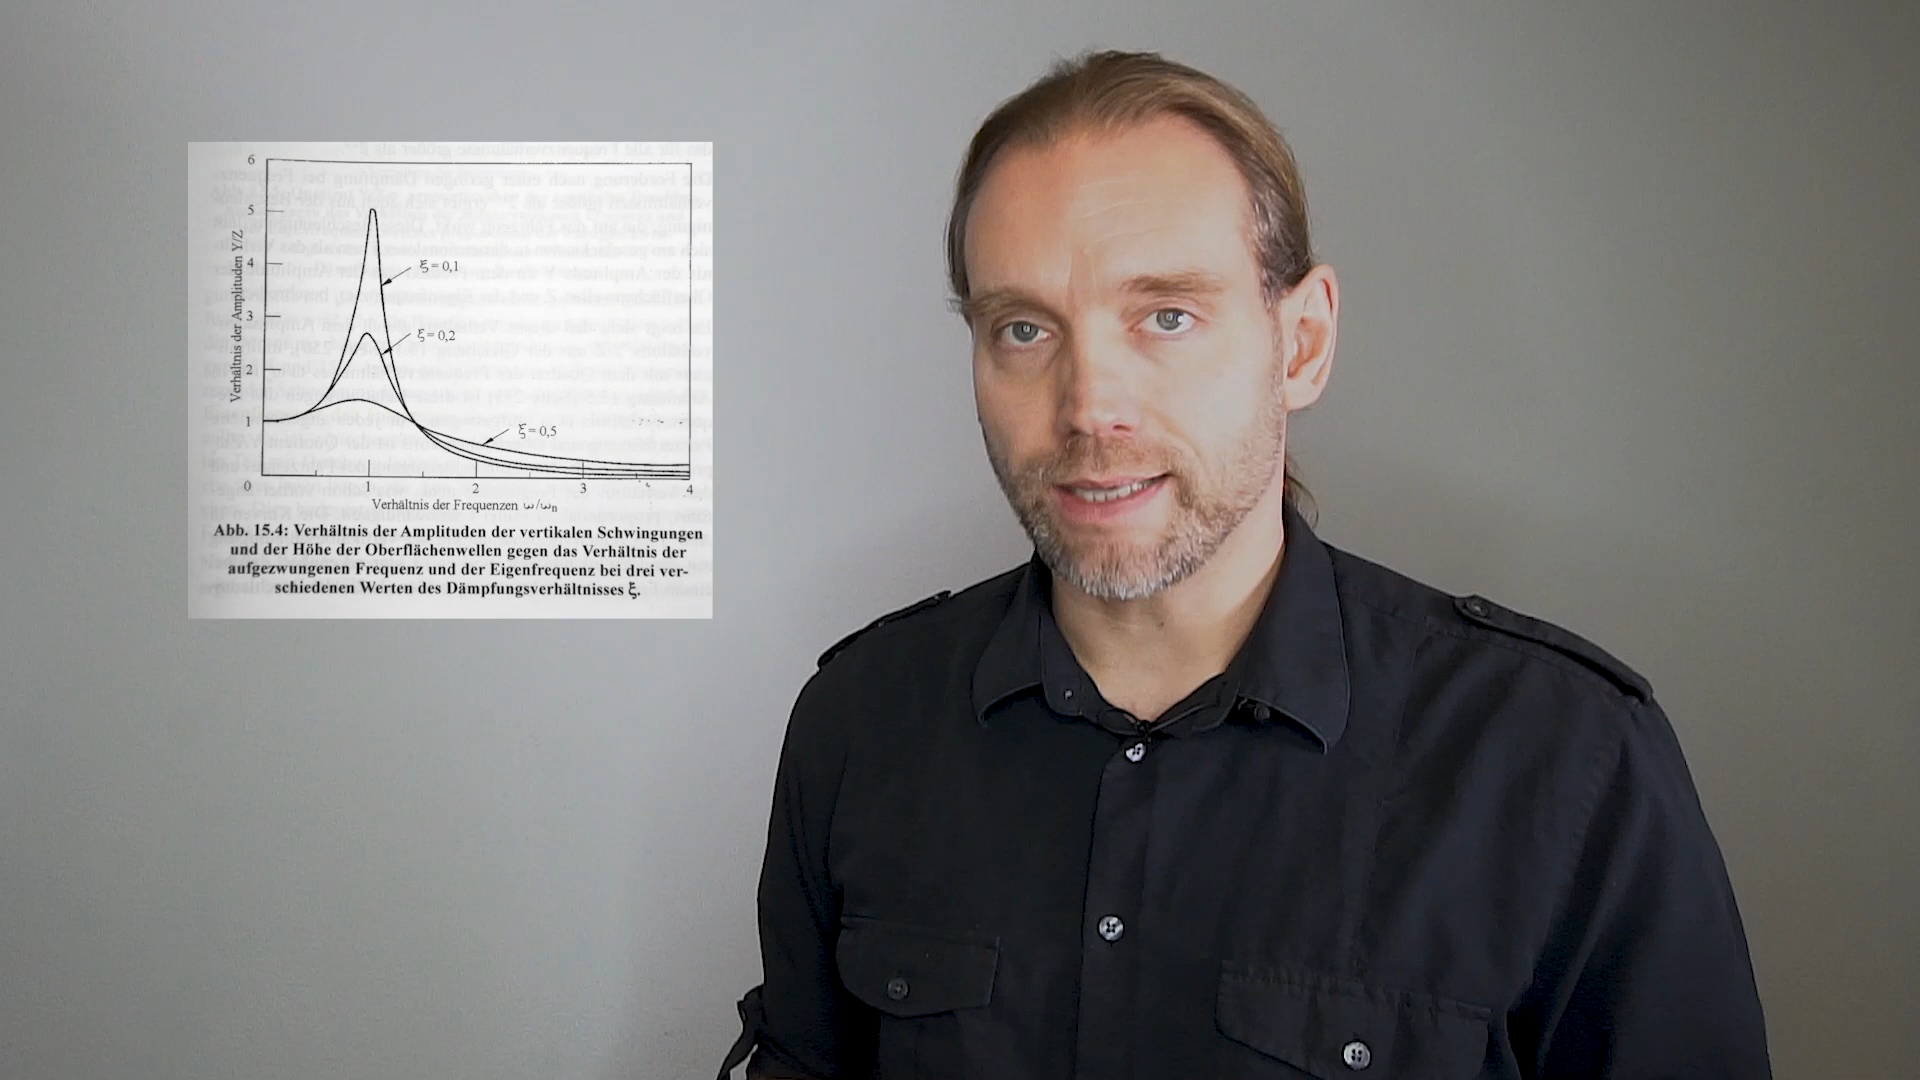 6
5
4
3
2
1
0
1
2
3
4
Verhältnis der Amplituden Y/Z
ξ = 0,1
ξ = 0,2
ξ = 0,5
Verhältnis der Frequenzen ω/ωn
Abb. 15.4: Verhältnis der Amplituden der vertikalen Schwingungen
und der Höhe der Oberflächenwellen gegen das Verhältnis der
aufgezwungenen Frequenz und der Eigenfrequenz bei drei ver-
schiedenen Werten des Dämpfungsverhältnisses ξ.